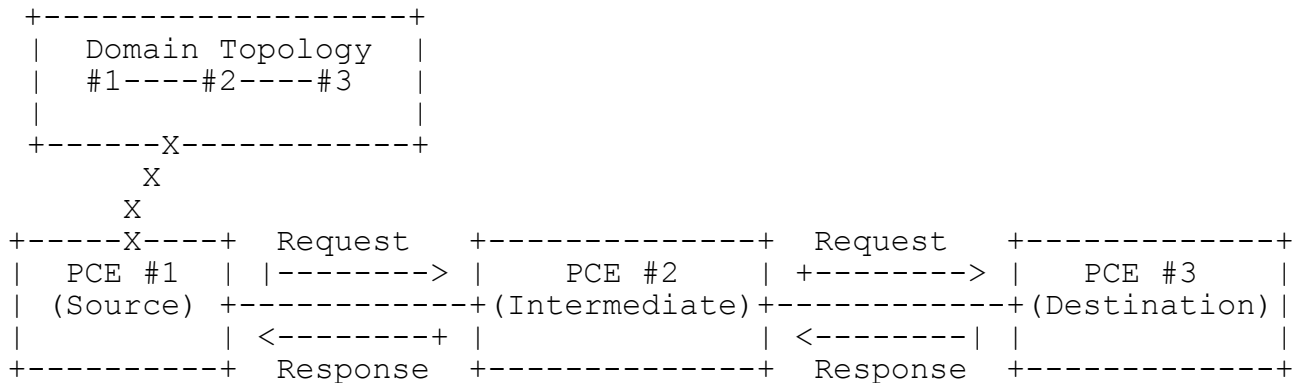 +-------------------+
|  Domain Topology  |
|  #1----#2----#3   |
|                   |
+------X------------+
X
X
+-----X----+  Request   +--------------+  Request   +-------------+
|  PCE #1  | |--------> |    PCE #2    | +--------> |   PCE #3    |
| (Source) +------------+(Intermediate)+------------+(Destination)|
|          | <--------+ |              | <--------| |             |
+----------+  Response  +--------------+  Response  +-------------+